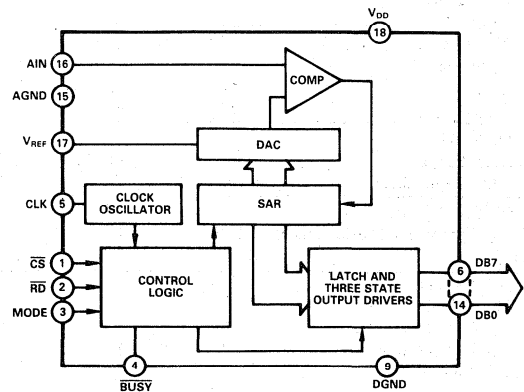 VDD
18
AIN 16
COMP
AGND 15
VREF 17
DAC
CLK 5
CLOCK
OSCILLATOR
SAR
CS 1
RD 2
MODE 3
CONTROL
LOGIC
LATCH AND
THREE STATE
OUTPUT DRIVERS
6 DB7
14 DB0
4
BUSY
9
DGND